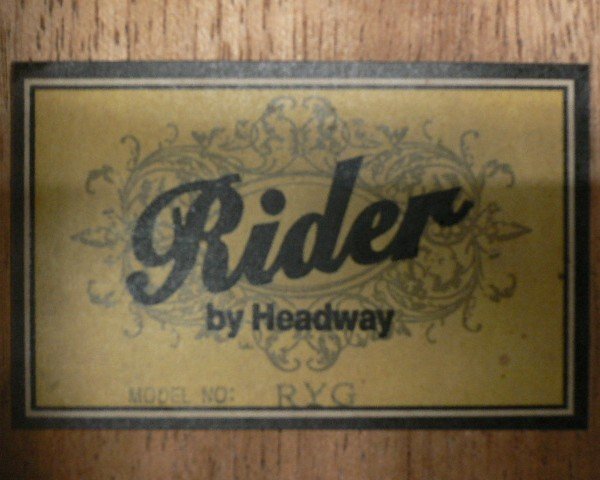 Rider
by Headway
MODEL NO: RYG